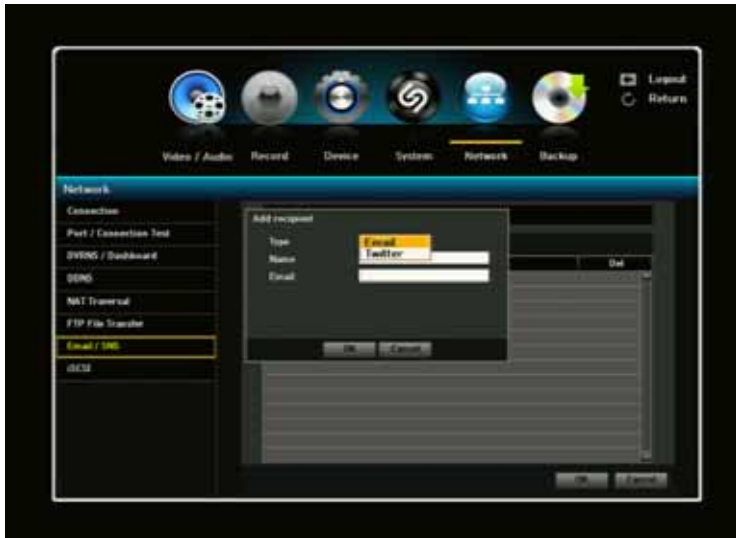 Logout
Return
Video / Audio
Record
Device
System
Network
Backup
Network
Connection
Port / Connection Test
DVRNS / Dashboard
DDNS
NAT Traversal
FTP File Transfer
Email / SNS
iSCSI
Add recipient
Type
Email
Twitter
Name
Email
OK
Cancel
Del
OK
Cancel